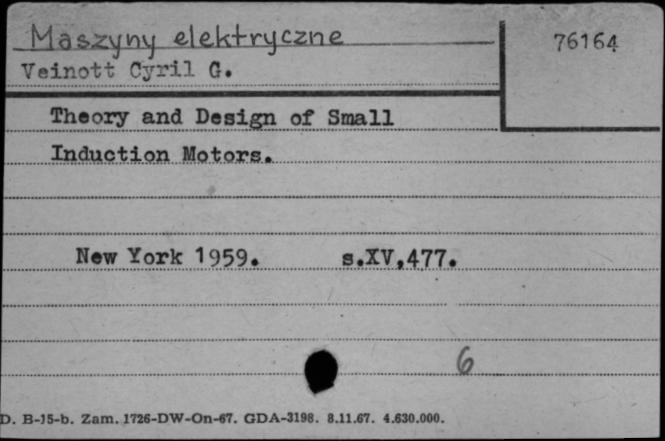 Maszyny elektryczne
76164
Veinott Cyril G.
Theory and Design of Small
Induction Motors.
New York 1959. s.XV,477.
6
D. B-15-b. Zam. 1726-DW-On-67. GDA-3198. 8.11.67. 4.630.000.